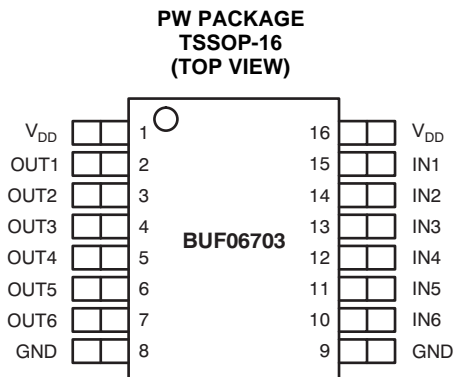 PW PACKAGE
TSSOP-16
(TOP VIEW)
V_DD 1 16 V_DD
OUT1 2 15 IN1
OUT2 3 14 IN2
OUT3 4 13 IN3
BUF06703
OUT4 5 12 IN4
OUT5 6 11 IN5
OUT6 7 10 IN6
GND 8 9 GND